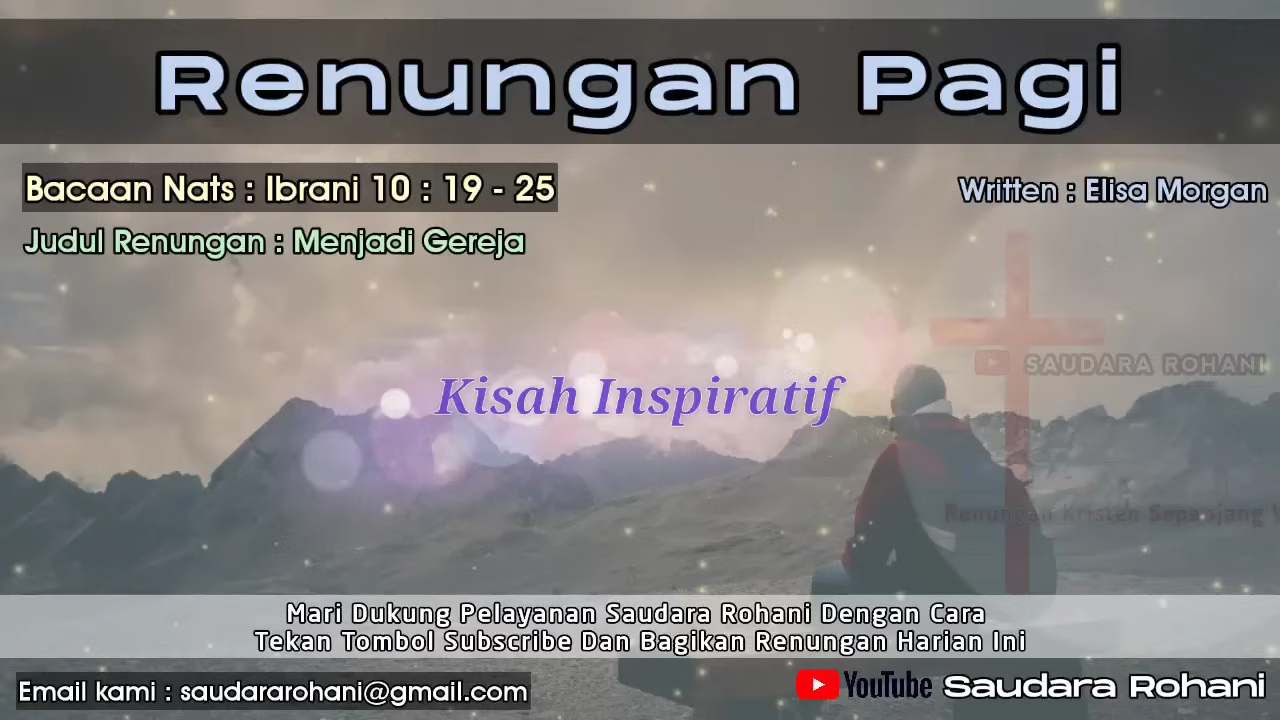 Renungan Pagi
Bacaan Nats : Ibrani 10 : 19 - 25
Written : Elisa Morgan
Judul Renungan : Menjadi Gereja
SAUDARA ROHANI
Kisah Inspiratif
Renungan Kristen Sepanjang
Mari Dukung Pelayanan Saudara Rohani Dengan Cara
Tekan Tombol Subscribe Dan Bagikan Renungan Harian Ini
Email kami : saudararohani@gmail.com
YouTube Saudara Rohani